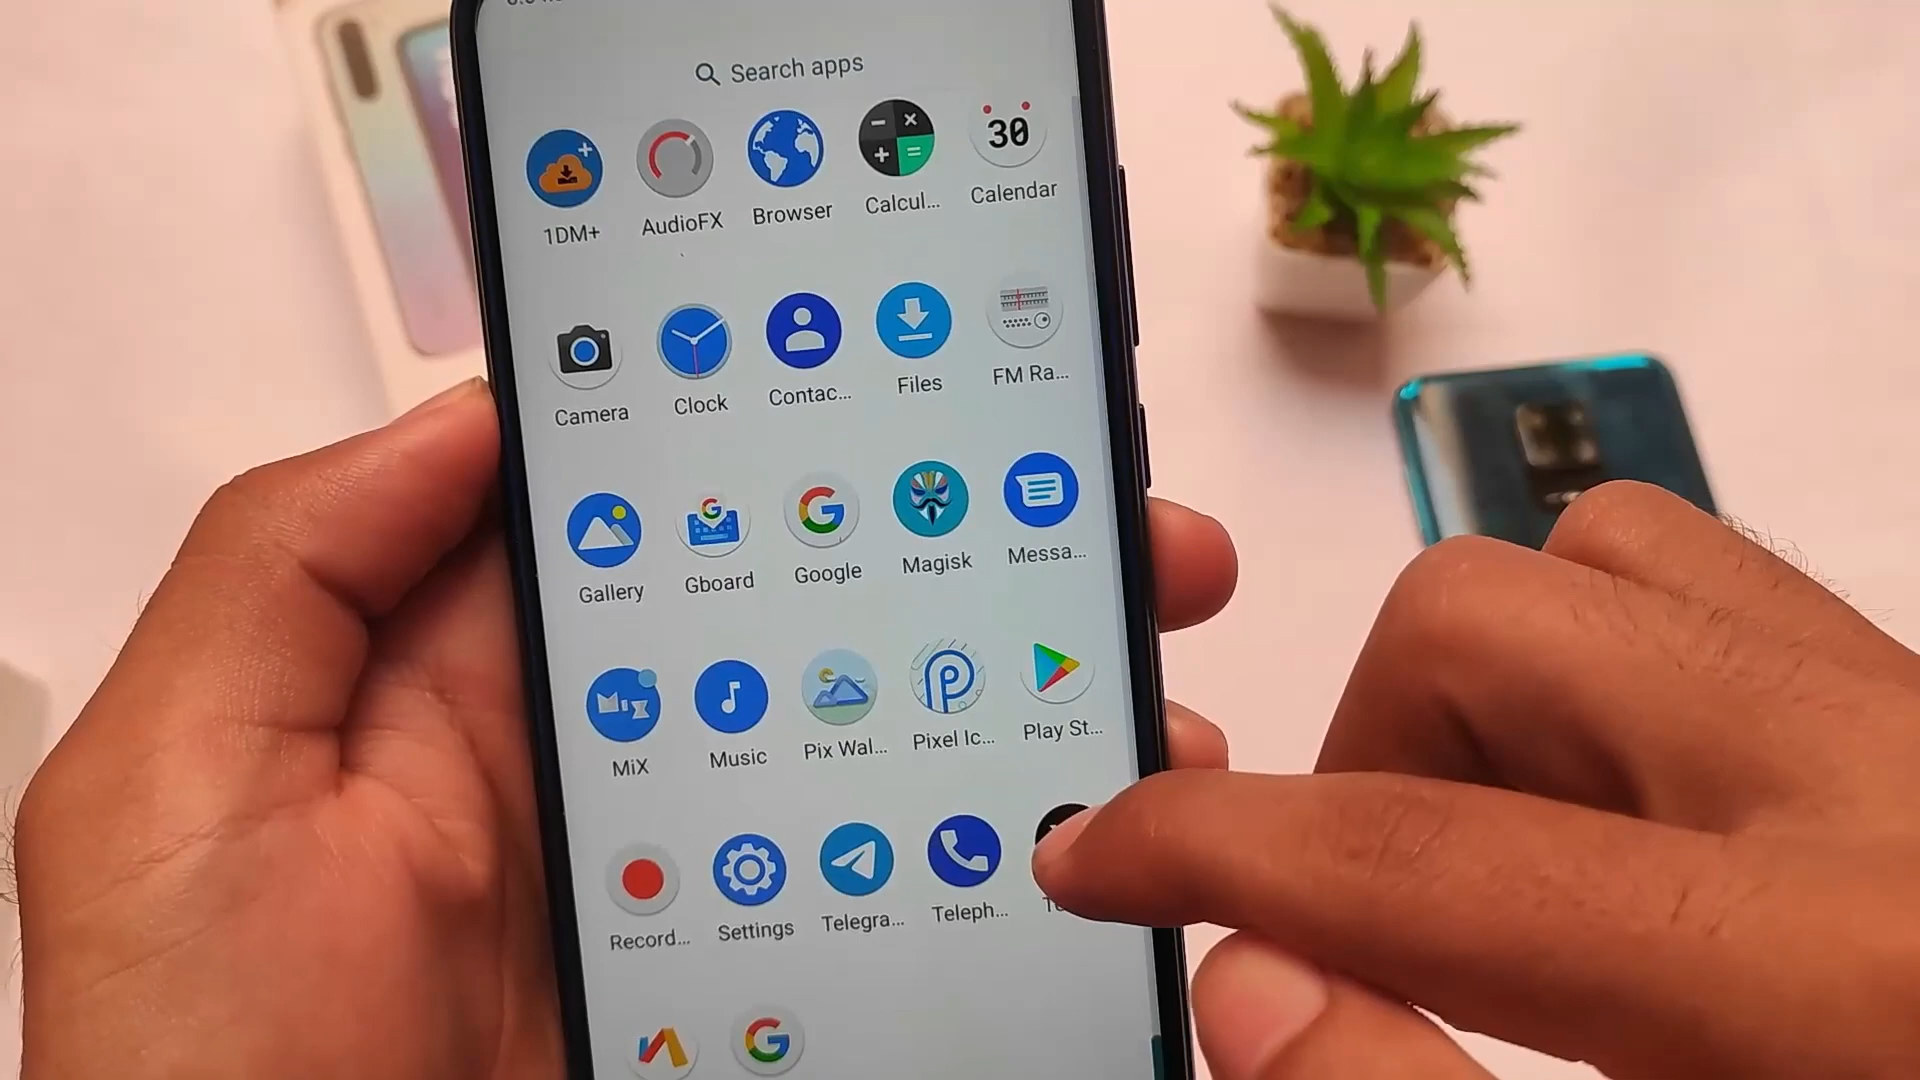 Search apps
30
1DM+ AudioFX Browser Calcul... Calendar
Camera Clock Contac... Files FM Ra...
Gallery Gboard Google Magisk Messa...
MiX
MiX Music Pix Wal... Pixel Ic... Play St...
Record... Settings Telegra... Teleph...